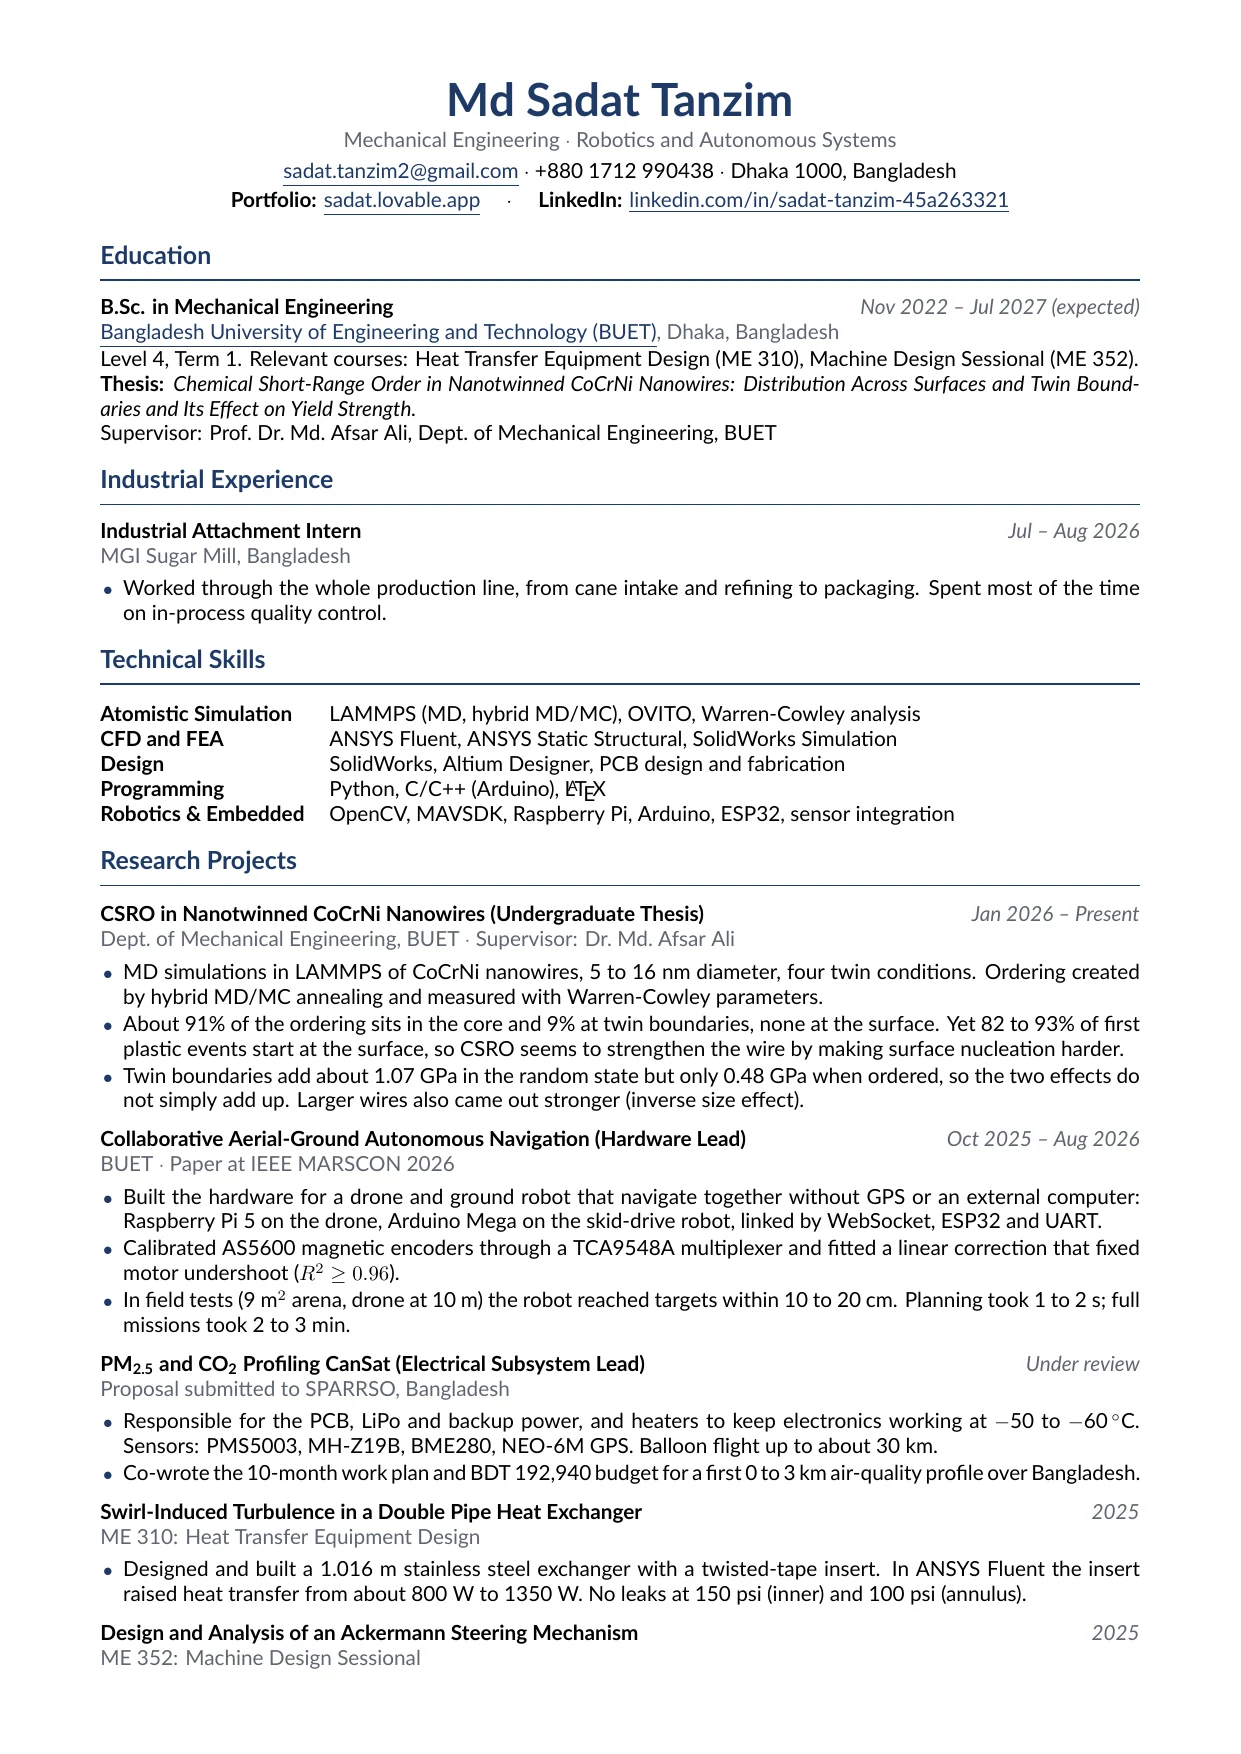 Md Sadat Tanzim
Mechanical Engineering · Robotics and Autonomous Systems
sadat.tanzim2@gmail.com · +880 1712 990438 · Dhaka 1000, Bangladesh
Portfolio: sadat.lovable.app · LinkedIn: linkedin.com/in/sadat-tanzim-45a263321
Education
B.Sc. in Mechanical Engineering Nov 2022 – Jul 2027 (expected)
Bangladesh University of Engineering and Technology (BUET), Dhaka, Bangladesh
Level 4, Term 1. Relevant courses: Heat Transfer Equipment Design (ME 310), Machine Design Sessional (ME 352).
Thesis: Chemical Short-Range Order in Nanotwinned CoCrNi Nanowires: Distribution Across Surfaces and Twin Bound-
aries and Its Effect on Yield Strength.
Supervisor: Prof. Dr. Md. Afsar Ali, Dept. of Mechanical Engineering, BUET
Industrial Experience
Industrial Attachment Intern Jul – Aug 2026
MGI Sugar Mill, Bangladesh
• Worked through the whole production line, from cane intake and refining to packaging. Spent most of the time
on in-process quality control.
Technical Skills
Atomistic Simulation LAMMPS (MD, hybrid MD/MC), OVITO, Warren-Cowley analysis
CFD and FEA ANSYS Fluent, ANSYS Static Structural, SolidWorks Simulation
Design SolidWorks, Altium Designer, PCB design and fabrication
Programming Python, C/C++ (Arduino), LATEX
Robotics & Embedded OpenCV, MAVSDK, Raspberry Pi, Arduino, ESP32, sensor integration
Research Projects
CSRO in Nanotwinned CoCrNi Nanowires (Undergraduate Thesis) Jan 2026 – Present
Dept. of Mechanical Engineering, BUET · Supervisor: Dr. Md. Afsar Ali
• MD simulations in LAMMPS of CoCrNi nanowires, 5 to 16 nm diameter, four twin conditions. Ordering created
by hybrid MD/MC annealing and measured with Warren-Cowley parameters.
• About 91% of the ordering sits in the core and 9% at twin boundaries, none at the surface. Yet 82 to 93% of first
plastic events start at the surface, so CSRO seems to strengthen the wire by making surface nucleation harder.
• Twin boundaries add about 1.07 GPa in the random state but only 0.48 GPa when ordered, so the two effects do
not simply add up. Larger wires also came out stronger (inverse size effect).
Collaborative Aerial-Ground Autonomous Navigation (Hardware Lead) Oct 2025 – Aug 2026
BUET · Paper at IEEE MARSCON 2026
• Built the hardware for a drone and ground robot that navigate together without GPS or an external computer:
Raspberry Pi 5 on the drone, Arduino Mega on the skid-drive robot, linked by WebSocket, ESP32 and UART.
• Calibrated AS5600 magnetic encoders through a TCA9548A multiplexer and fitted a linear correction that fixed
motor undershoot (R² ≥ 0.96).
• In field tests (9 m² arena, drone at 10 m) the robot reached targets within 10 to 20 cm. Planning took 1 to 2 s; full
missions took 2 to 3 min.
PM₂.₅ and CO₂ Profiling CanSat (Electrical Subsystem Lead) Under review
Proposal submitted to SPARRSO, Bangladesh
• Responsible for the PCB, LiPo and backup power, and heaters to keep electronics working at −50 to −60 °C.
Sensors: PMS5003, MH-Z19B, BME280, NEO-6M GPS. Balloon flight up to about 30 km.
• Co-wrote the 10-month work plan and BDT 192,940 budget for a first 0 to 3 km air-quality profile over Bangladesh.
Swirl-Induced Turbulence in a Double Pipe Heat Exchanger 2025
ME 310: Heat Transfer Equipment Design
• Designed and built a 1.016 m stainless steel exchanger with a twisted-tape insert. In ANSYS Fluent the insert
raised heat transfer from about 800 W to 1350 W. No leaks at 150 psi (inner) and 100 psi (annulus).
Design and Analysis of an Ackermann Steering Mechanism 2025
ME 352: Machine Design Sessional